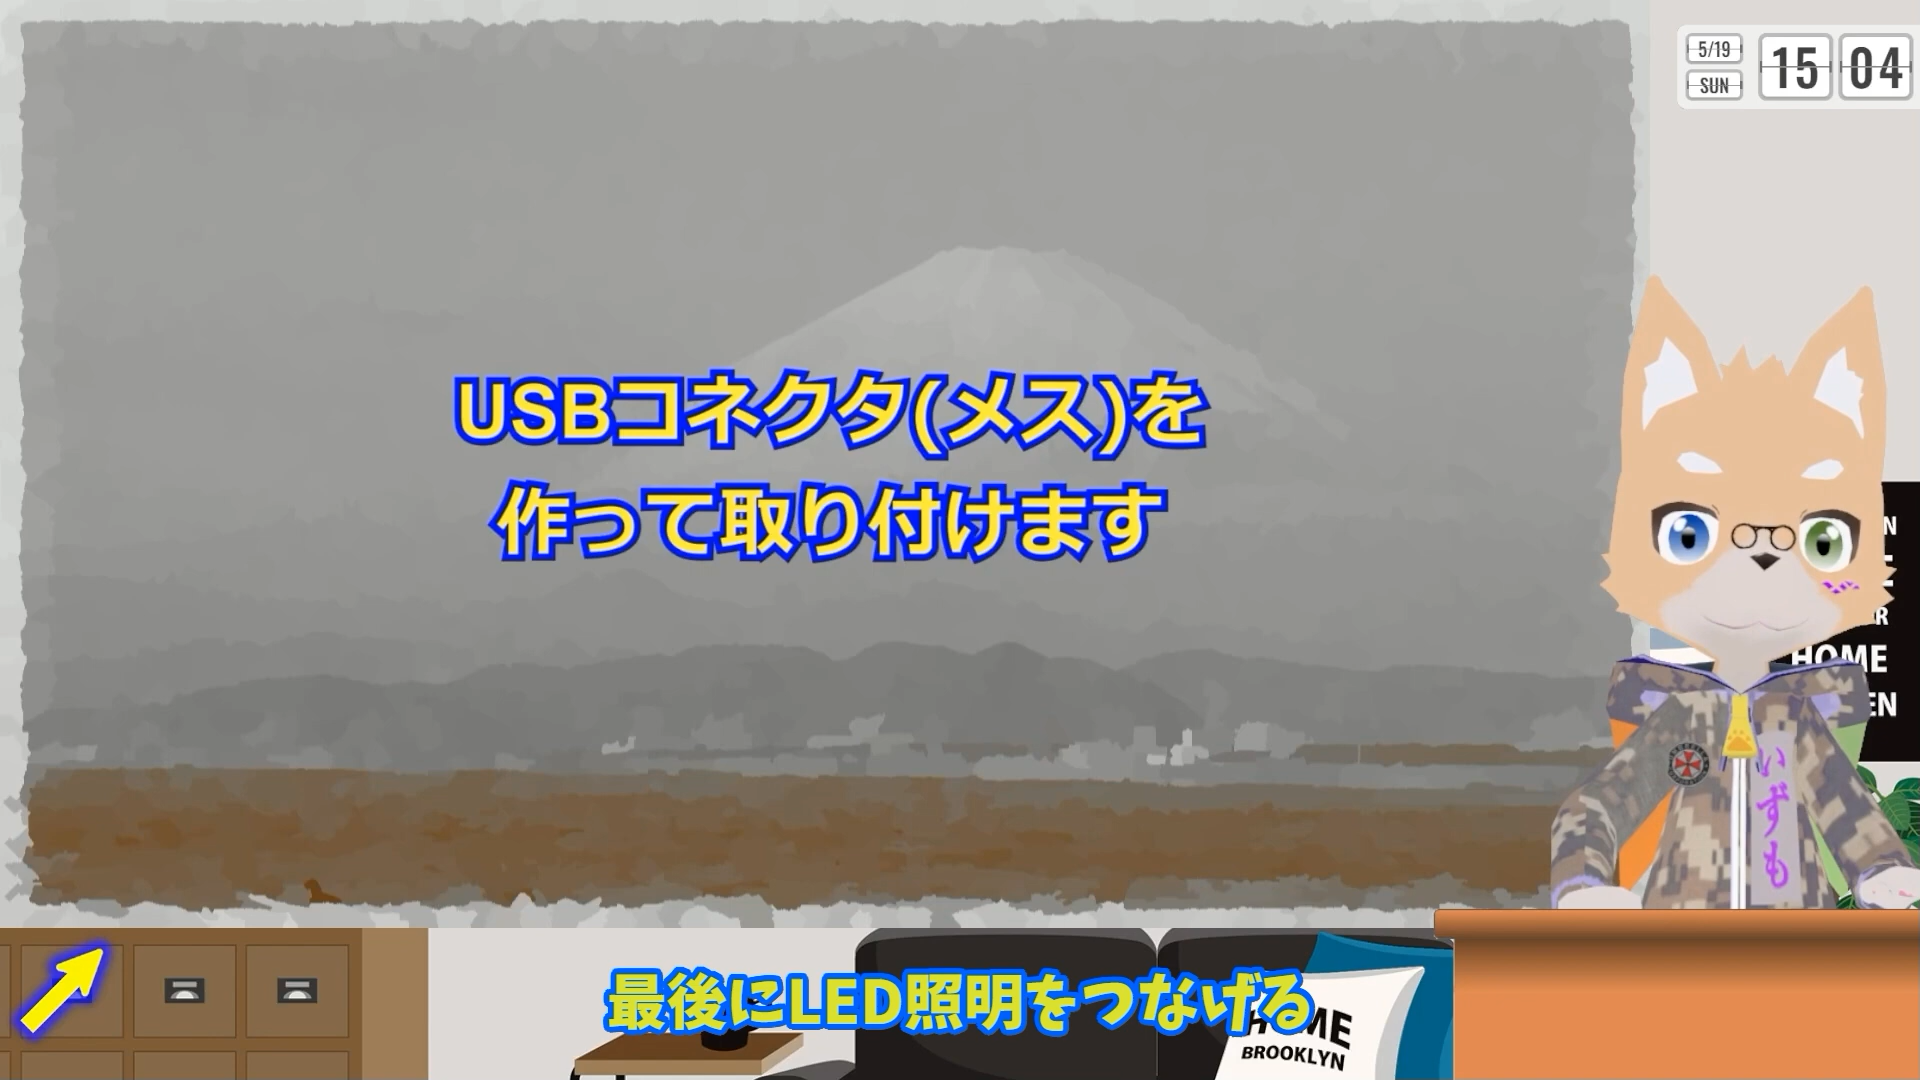 5/19
SUN
15 04
USBコネクタ(メス)を
作って取り付けます
HOME
いずも
最後にLED照明をつなげる
HOME
BROOKLYN